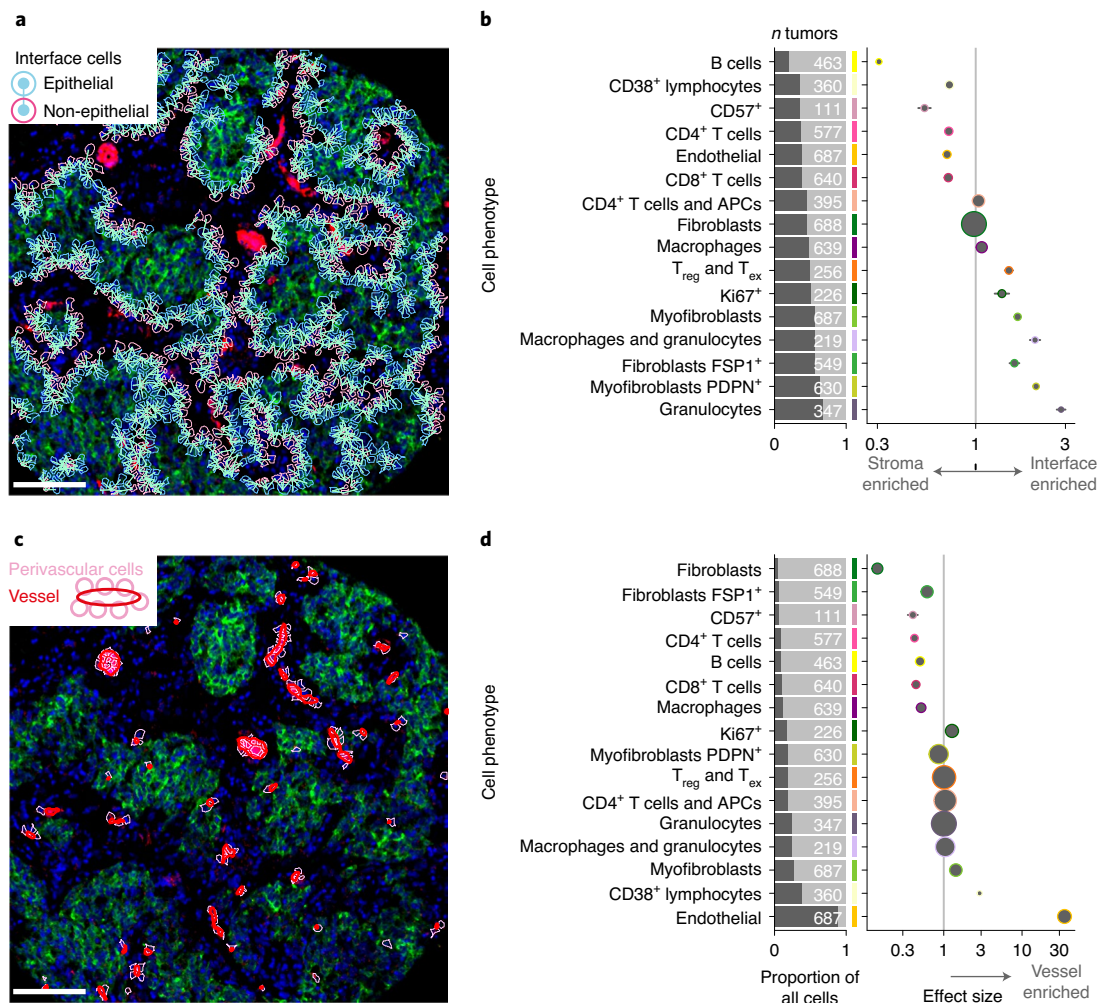 a
Interface cells
Epithelial
Non-epithelial
b
n tumors
Cell phenotype
B cells 463
CD38+ lymphocytes 360
CD57+ 111
CD4+ T cells 577
Endothelial 687
CD8+ T cells 640
CD4+ T cells and APCs 395
Fibroblasts 688
Macrophages 639
Treg and Tex 256
Ki67+ 226
Myofibroblasts 687
Macrophages and granulocytes 219
Fibroblasts FSP1+ 549
Myofibroblasts PDPN+ 630
Granulocytes 347
0 1 0.3 1 3
Stroma enriched
Interface enriched
c
Perivascular cells
Vessel
d
Cell phenotype
Fibroblasts 688
Fibroblasts FSP1+ 549
CD57+ 111
CD4+ T cells 577
B cells 463
CD8+ T cells 640
Macrophages 639
Ki67+ 226
Myofibroblasts PDPN+ 630
Treg and Tex 256
CD4+ T cells and APCs 395
Granulocytes 347
Macrophages and granulocytes 219
Myofibroblasts 687
CD38+ lymphocytes 360
Endothelial 687
0 1 0.3 1 3 10 30
Proportion of
all cells
Effect size
Vessel
enriched